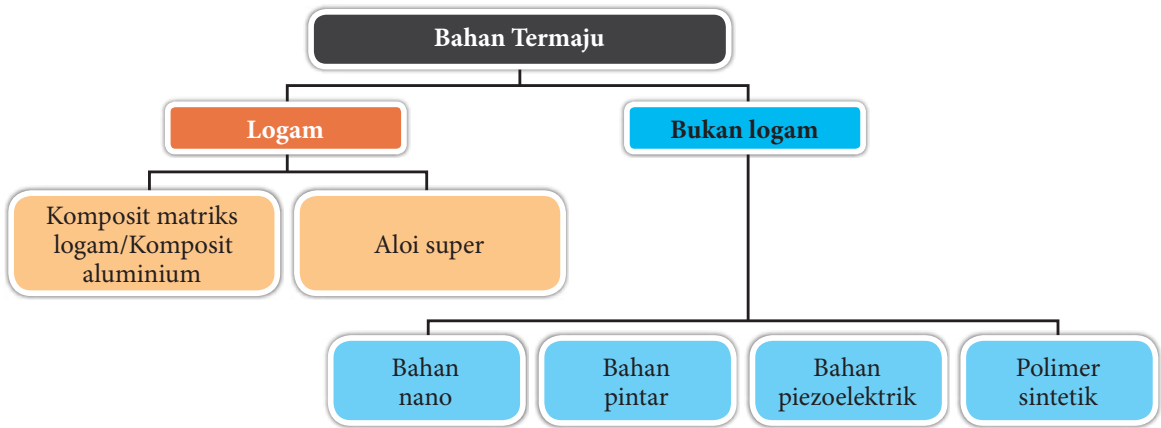 Bahan Termaju
Logam
Bukan logam
Komposit matriks
logam/Komposit
aluminium
Aloi super
Bahan
nano
Bahan
pintar
Bahan
piezoelektrik
Polimer
sintetik